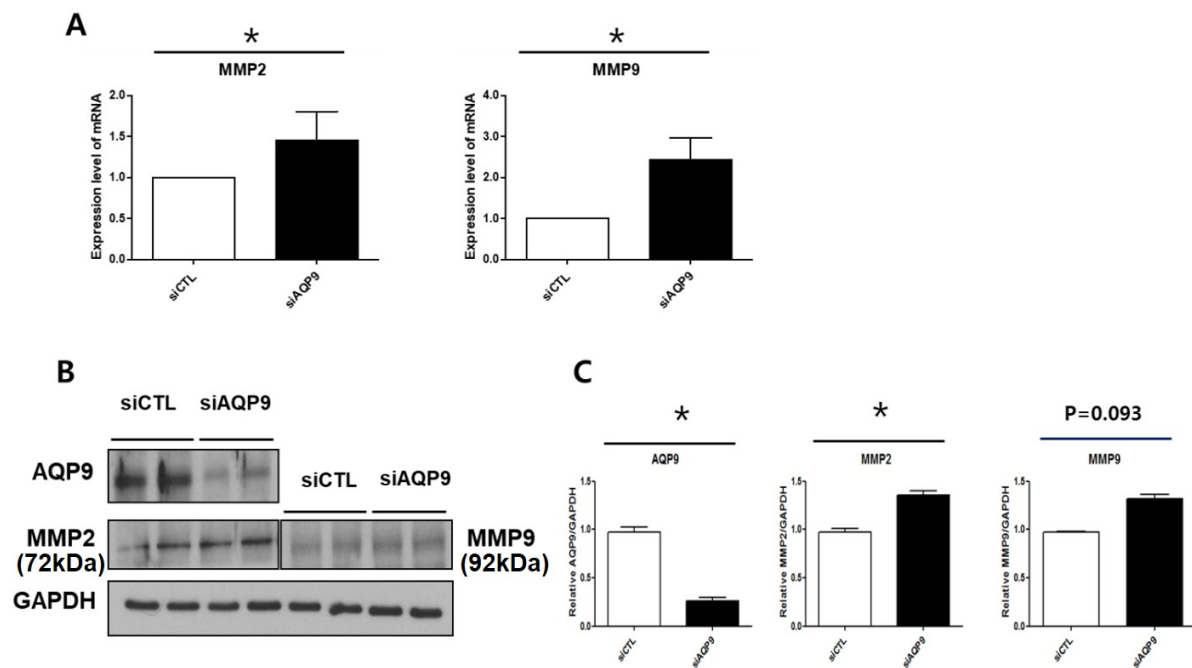 A
*
MMP2
Expression level of mRNA
2.0
1.5
1.0
0.5
0.0
siCTL
siAQP9
*
MMP9
Expression level of mRNA
4.0
3.0
2.0
1.0
0.0
siCTL
siAQP9
B
siCTL siAQP9
AQP9
siCTL siAQP9
MMP2
(72kDa)
MMP9
(92kDa)
GAPDH
C
*
AQP9
Relative AQP9/GAPDH
1.5
1.0
0.5
0.0
siCTL
siAQP9
*
MMP2
Relative MMP2/GAPDH
1.5
1.0
0.5
0.0
siCTL
siAQP9
P=0.093
MMP9
Relative MMP9/GAPDH
1.5
1.0
0.5
0.0
siCTL
siAQP9